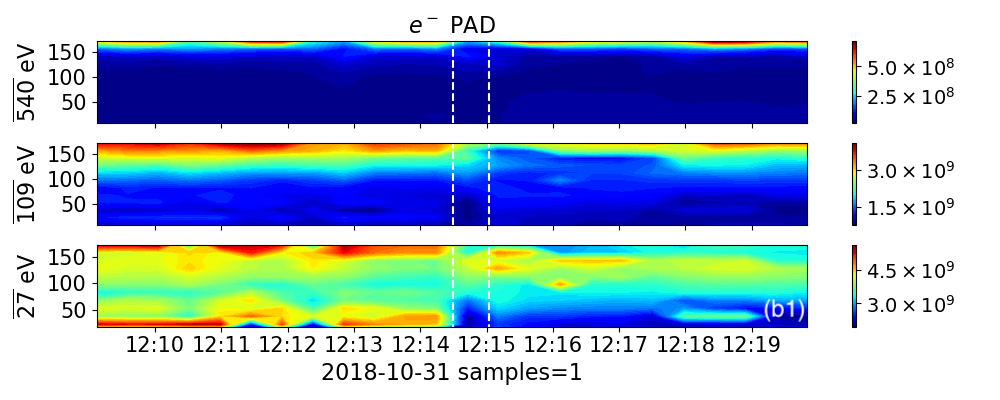 e⁻ PAD
540 eV
150
100
50
5.0 × 10⁸
2.5 × 10⁸
109 eV
150
100
50
3.0 × 10⁹
1.5 × 10⁹
27 eV
150
100
50
(b1)
4.5 × 10⁹
3.0 × 10⁹
12:10 12:11 12:12 12:13 12:14 12:15 12:16 12:17 12:18 12:19
2018-10-31 samples=1